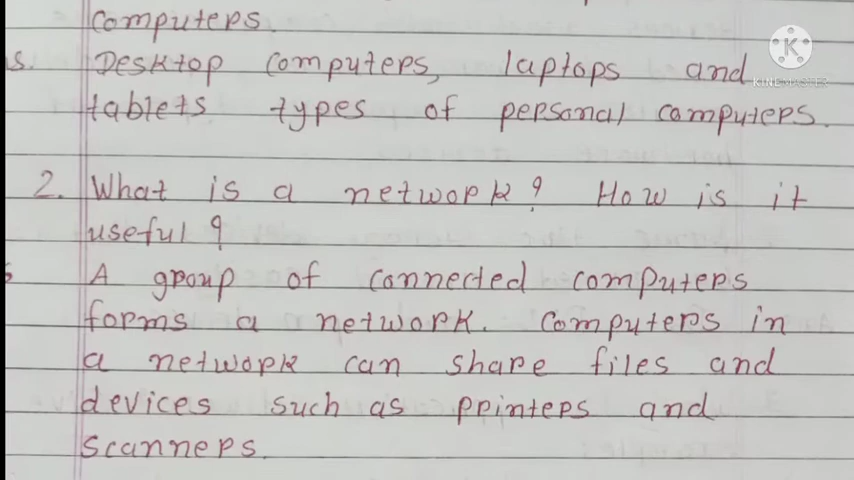 computers.
s. Desktop computers, laptops and
tablets types of personal computers.
2. What is a network? How is it
useful?
A group of connected computers
forms a network. Computers in
a network can share files and
devices such as printers and
scanners.
KINEMASTER